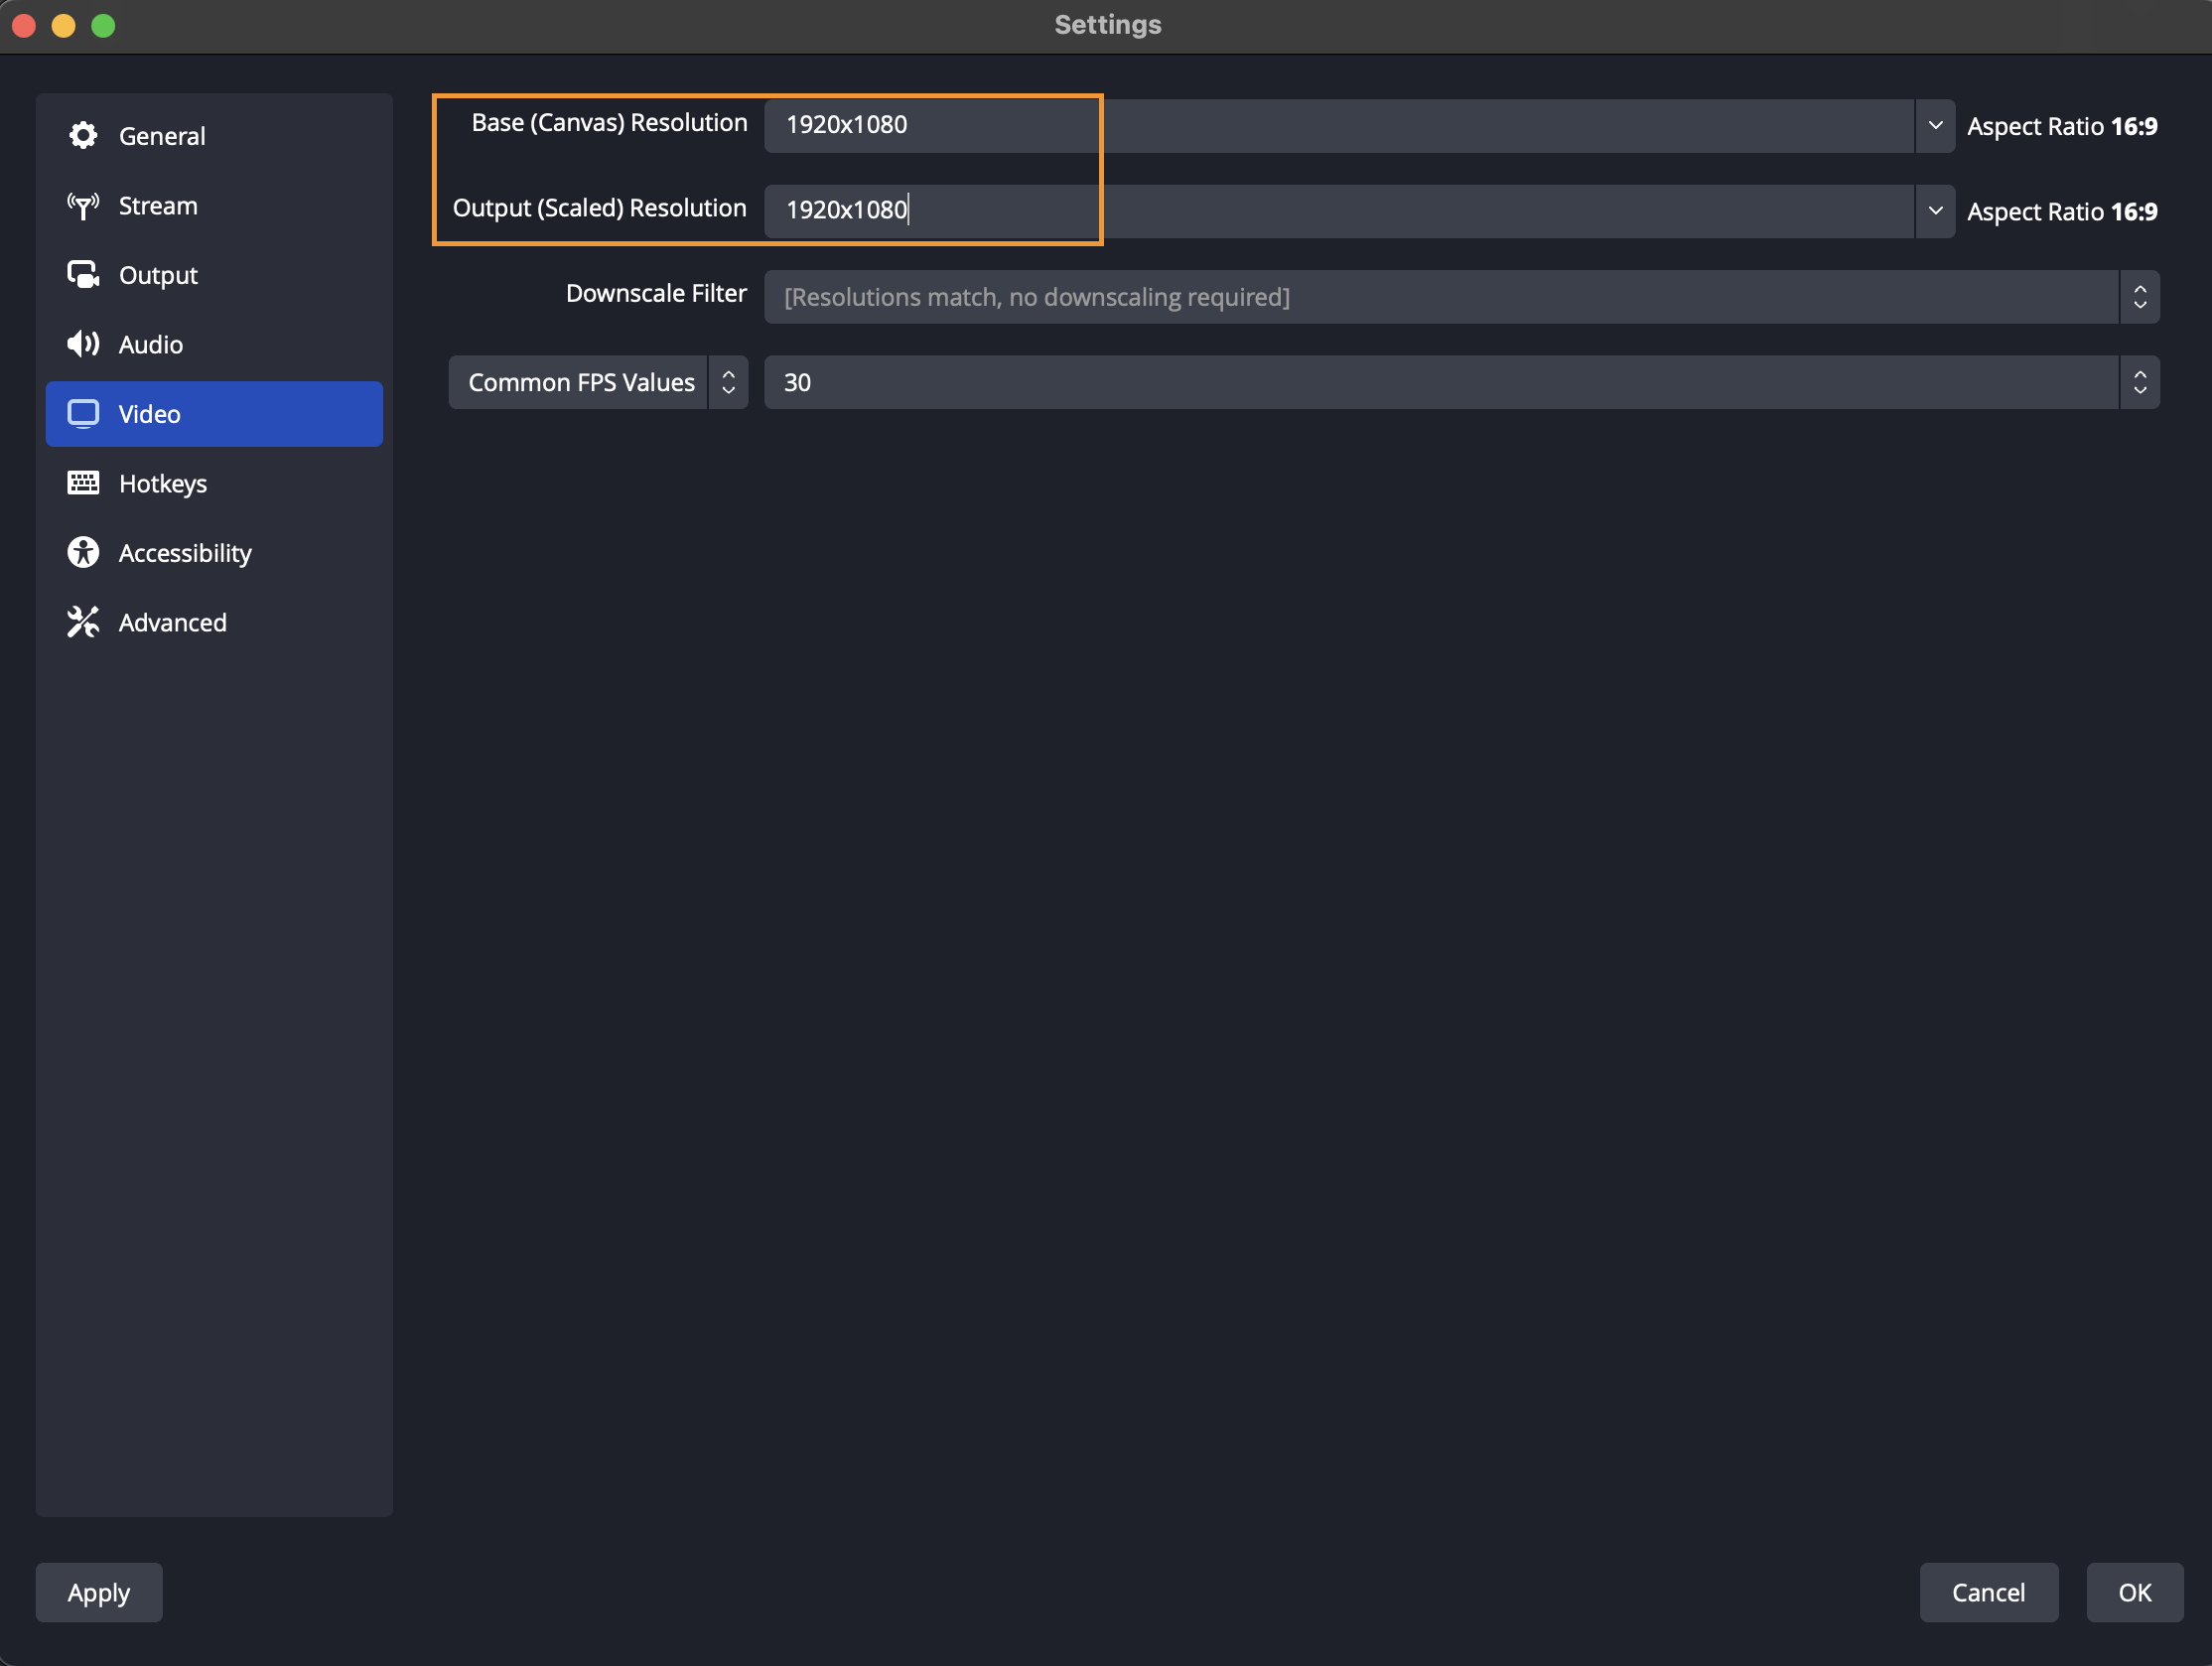 Settings
General
Stream
Output
Audio
Video
Hotkeys
Accessibility
Advanced
Base (Canvas) Resolution 1920x1080 Aspect Ratio 16:9
Output (Scaled) Resolution 1920x1080 Aspect Ratio 16:9
Downscale Filter [Resolutions match, no downscaling required]
Common FPS Values 30
Apply
Cancel
OK